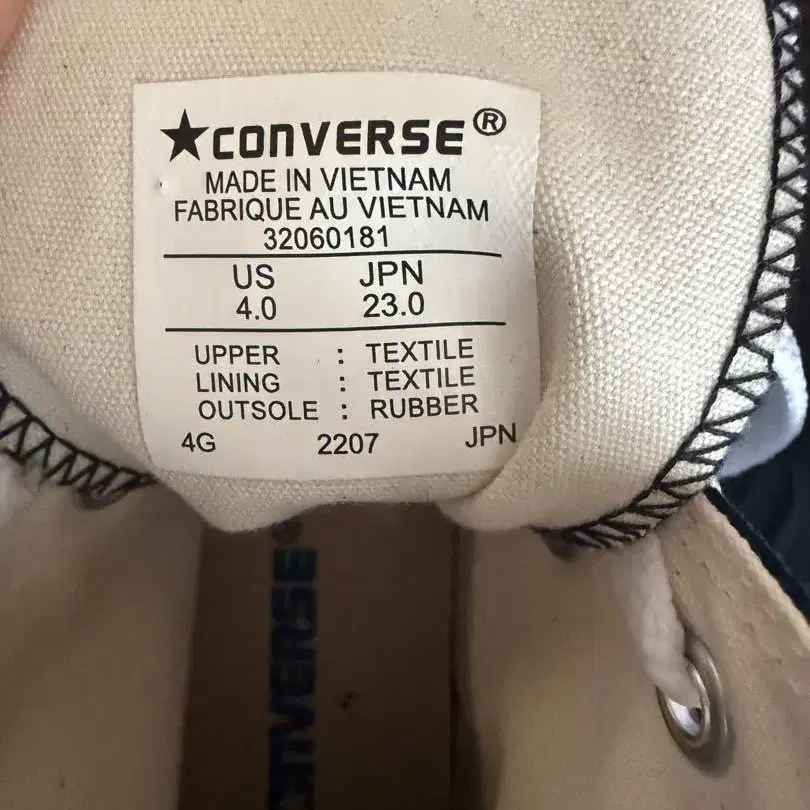 ★CONVERSE®
MADE IN VIETNAM
FABRIQUE AU VIETNAM
32060181
US JPN
4.0 23.0
UPPER : TEXTILE
LINING : TEXTILE
OUTSOLE : RUBBER
4G 2207 JPN
CONVERSE®